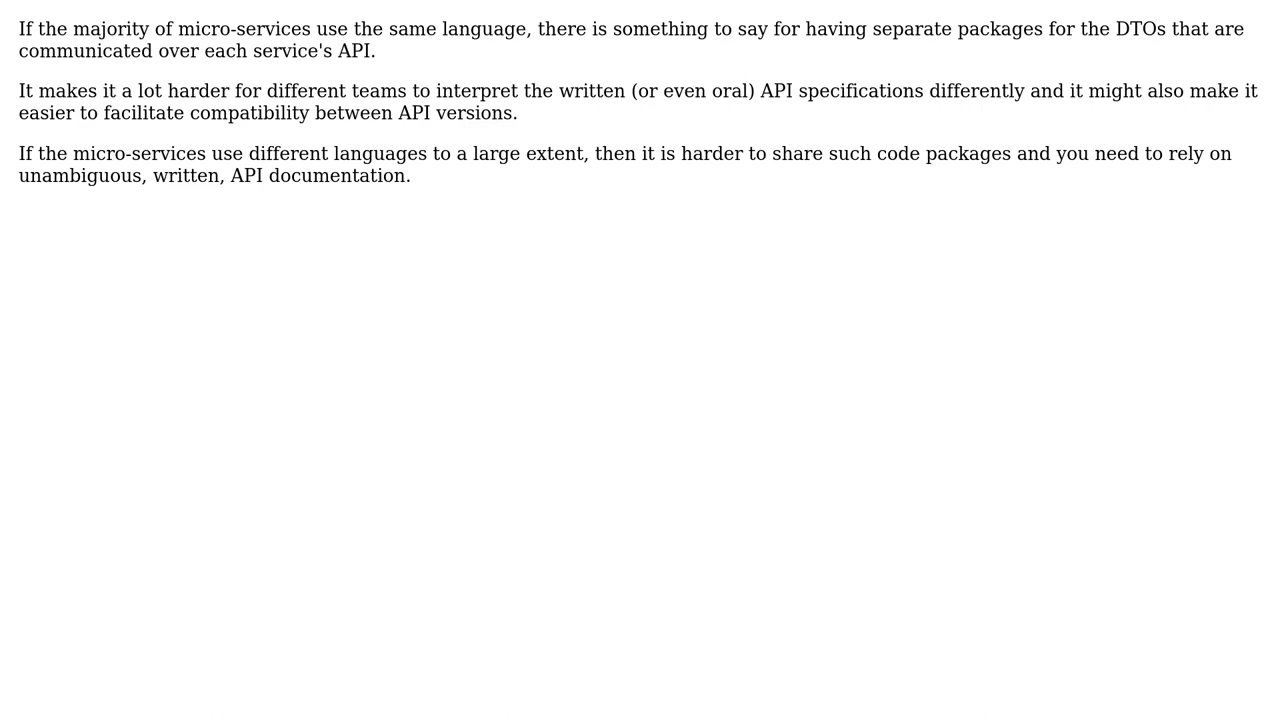 If the majority of micro-services use the same language, there is something to say for having separate packages for the DTOs that are
communicated over each service's API.
It makes it a lot harder for different teams to interpret the written (or even oral) API specifications differently and it might also make it
easier to facilitate compatibility between API versions.
If the micro-services use different languages to a large extent, then it is harder to share such code packages and you need to rely on
unambiguous, written, API documentation.